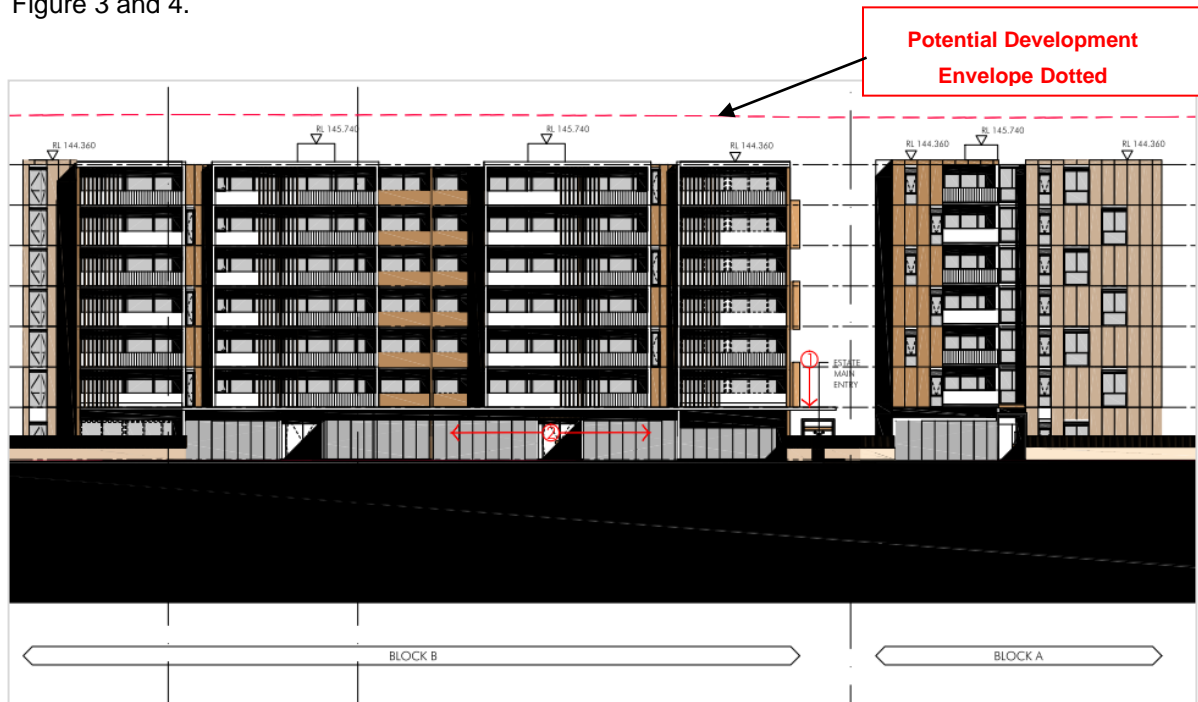 Figure 3 and 4.
Potential Development
Envelope Dotted
RL 144.360
RL 145.740
RL 145.740
RL 144.360
RL 144.360
RL 145.740
RL 144.360
1
ESTATE
MAIN
ENTRY
2
BLOCK B
BLOCK A